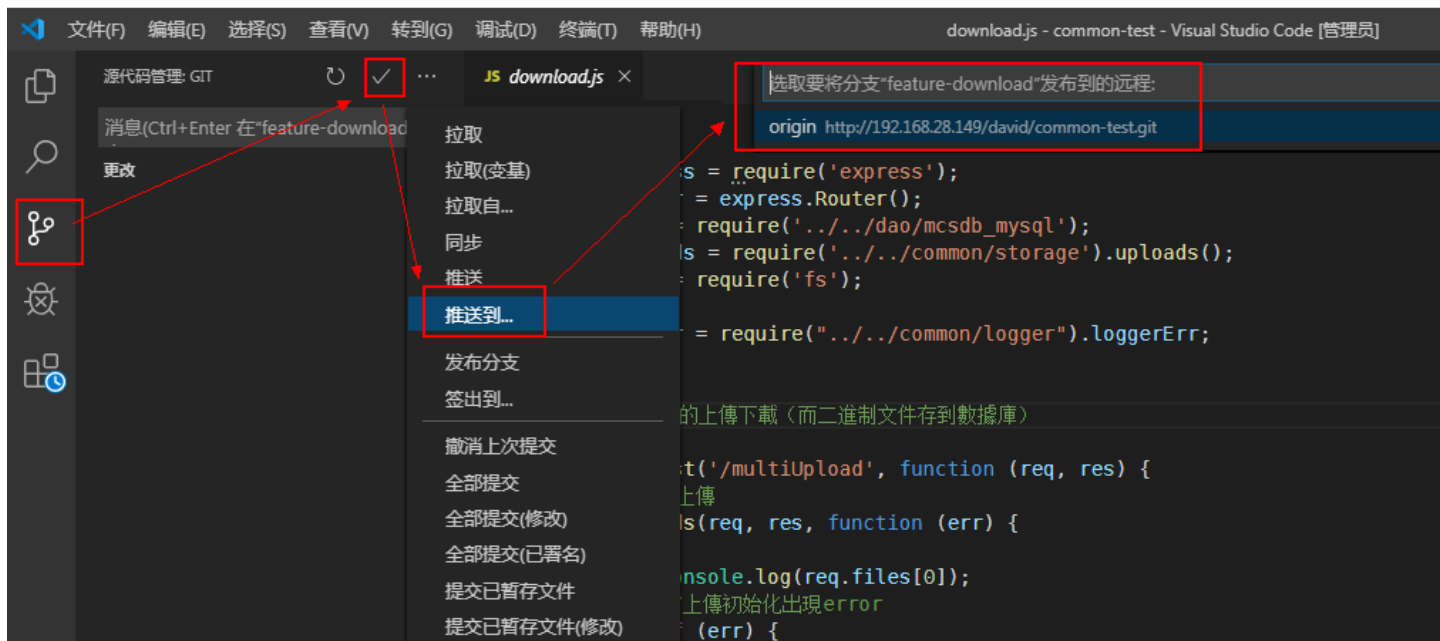 文件(F) 编辑(E) 选择(S) 查看(V) 转到(G) 调试(D) 终端(T) 帮助(H) download.js - common-test - Visual Studio Code [管理员]
源代码管理: GIT
JS download.js ×
消息(Ctrl+Enter 在“feature-download
更改
选取要将分支“feature-download”发布到的远程:
origin http://192.168.28.149/david/common-test.git
拉取
拉取(变基)
拉取自...
同步
推送
推送到...
发布分支
签出到...
撤消上次提交
全部提交
全部提交(修改)
全部提交(已署名)
提交已暂存文件
提交已暂存文件(修改)
s = require('express');
= express.Router();
= require('../../dao/mcsdb_mysql');
ds = require('../../common/storage').uploads();
= require('fs');
r = require("../../common/logger").loggerErr;
的上傳下載（而二進制文件存到數據庫）
st('/multiUpload', function (req, res) {
上傳
ds(req, res, function (err) {
onsole.log(req.files[0]);
上傳初始化出現error
(err) {